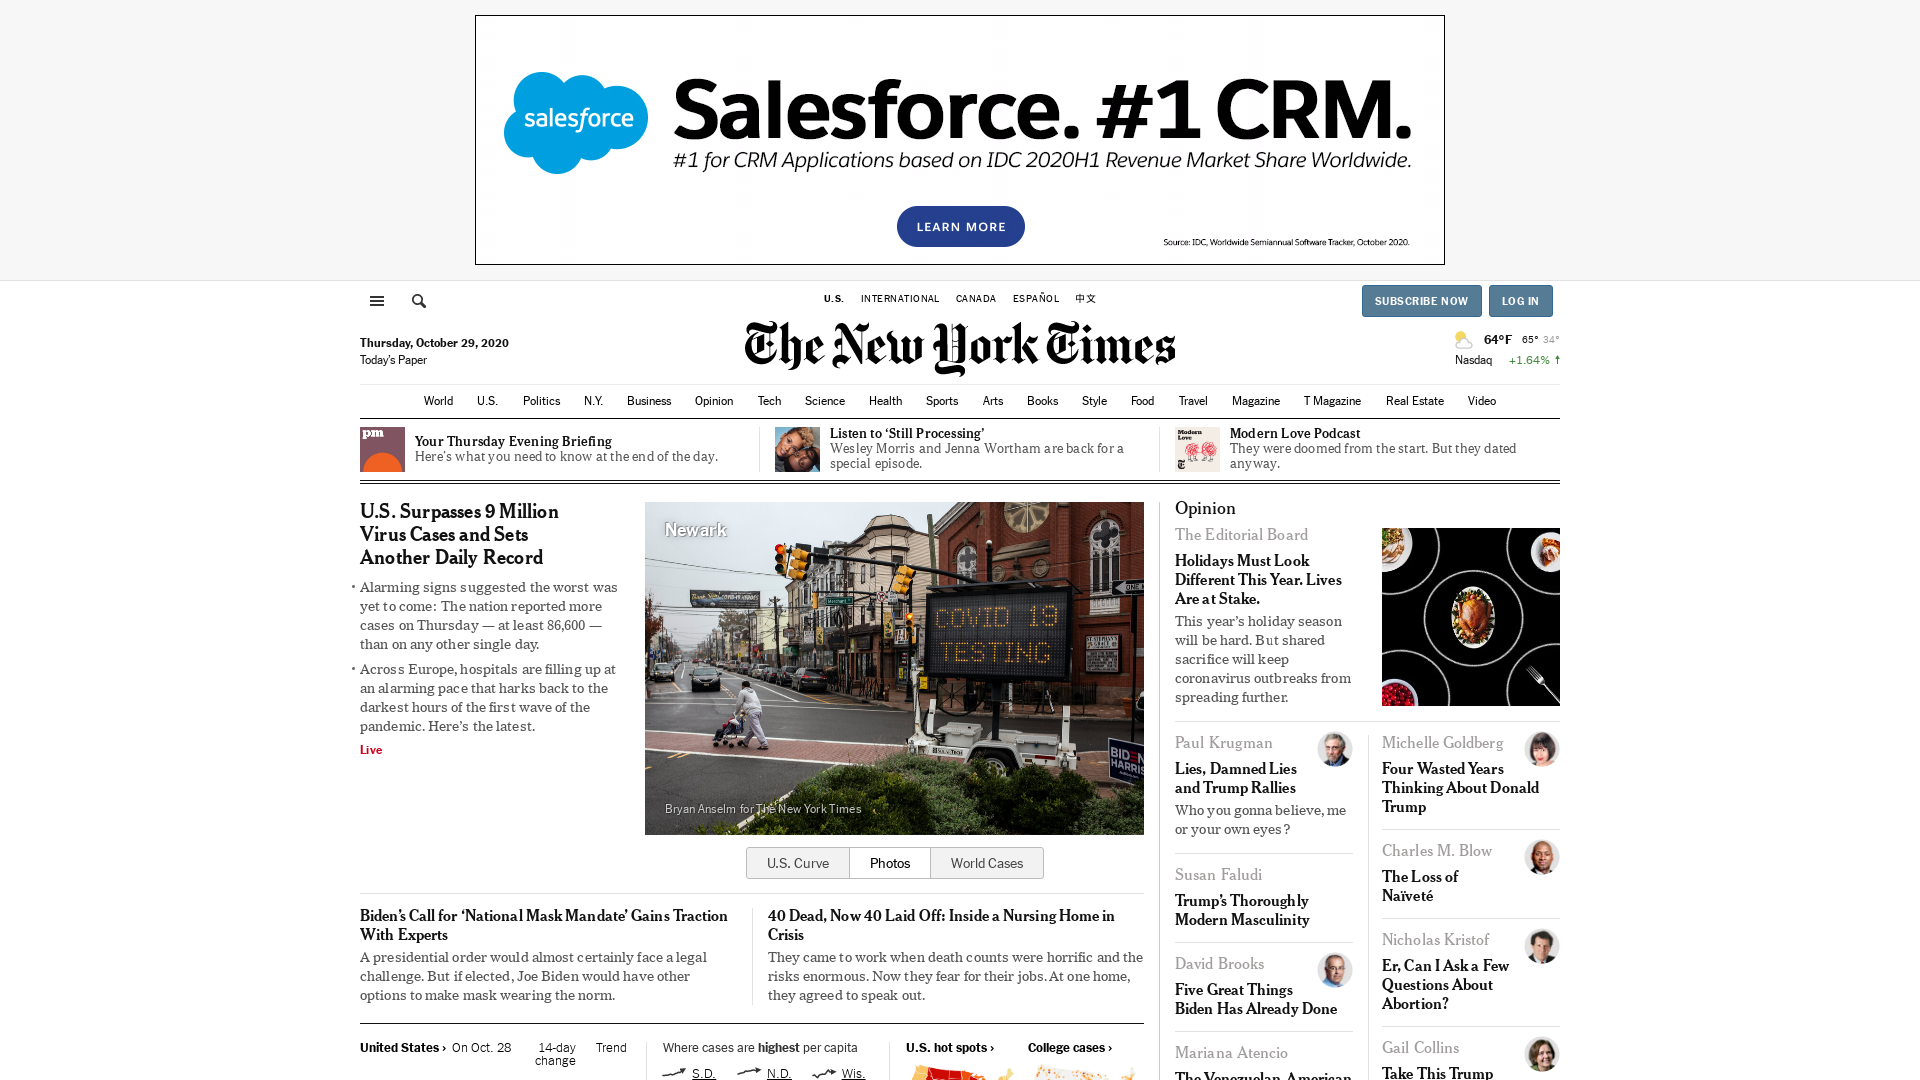 salesforce
Salesforce. #1 CRM.
#1 for CRM Applications based on IDC 2020H1 Revenue Market Share Worldwide.
LEARN MORE
Source: IDC, Worldwide Semiannual Software Tracker, October 2020.
U.S. INTERNATIONAL CANADA ESPAÑOL 中文
SUBSCRIBE NOW LOG IN
Thursday, October 29, 2020
Today's Paper
The New York Times
64°F 65° 34°
Nasdaq +1.64% ↑
World U.S. Politics N.Y. Business Opinion Tech Science Health Sports Arts Books Style Food Travel Magazine T Magazine Real Estate Video
pm
Your Thursday Evening Briefing
Here's what you need to know at the end of the day.
Listen to ‘Still Processing’
Wesley Morris and Jenna Wortham are back for a
special episode.
Modern
Love
Modern Love Podcast
They were doomed from the start. But they dated
anyway.
U.S. Surpasses 9 Million
Virus Cases and Sets
Another Daily Record
• Alarming signs suggested the worst was
yet to come: The nation reported more
cases on Thursday — at least 86,600 —
than on any other single day.
• Across Europe, hospitals are filling up at
an alarming pace that harks back to the
darkest hours of the first wave of the
pandemic. Here’s the latest.
Live
Newark
COVID 19
TESTING
ONE
BIDEN
HARRIS
Bryan Anselm for The New York Times
U.S. Curve Photos World Cases
Biden’s Call for ‘National Mask Mandate’ Gains Traction
With Experts
A presidential order would almost certainly face a legal
challenge. But if elected, Joe Biden would have other
options to make mask wearing the norm.
40 Dead, Now 40 Laid Off: Inside a Nursing Home in
Crisis
They came to work when death counts were horrific and the
risks enormous. Now they fear for their jobs. At one home,
they agreed to speak out.
United States › On Oct. 28 14-day
change Trend
Where cases are highest per capita
S.D. N.D. Wis.
U.S. hot spots › College cases ›
Opinion
The Editorial Board
Holidays Must Look
Different This Year. Lives
Are at Stake.
This year’s holiday season
will be hard. But shared
sacrifice will keep
coronavirus outbreaks from
spreading further.
Paul Krugman
Lies, Damned Lies
and Trump Rallies
Who you gonna believe, me
or your own eyes?
Susan Faludi
Trump’s Thoroughly
Modern Masculinity
David Brooks
Five Great Things
Biden Has Already Done
Mariana Atencio
The Venezuelan-American
Michelle Goldberg
Four Wasted Years
Thinking About Donald
Trump
Charles M. Blow
The Loss of
Naïveté
Nicholas Kristof
Er, Can I Ask a Few
Questions About
Abortion?
Gail Collins
Take This Trump